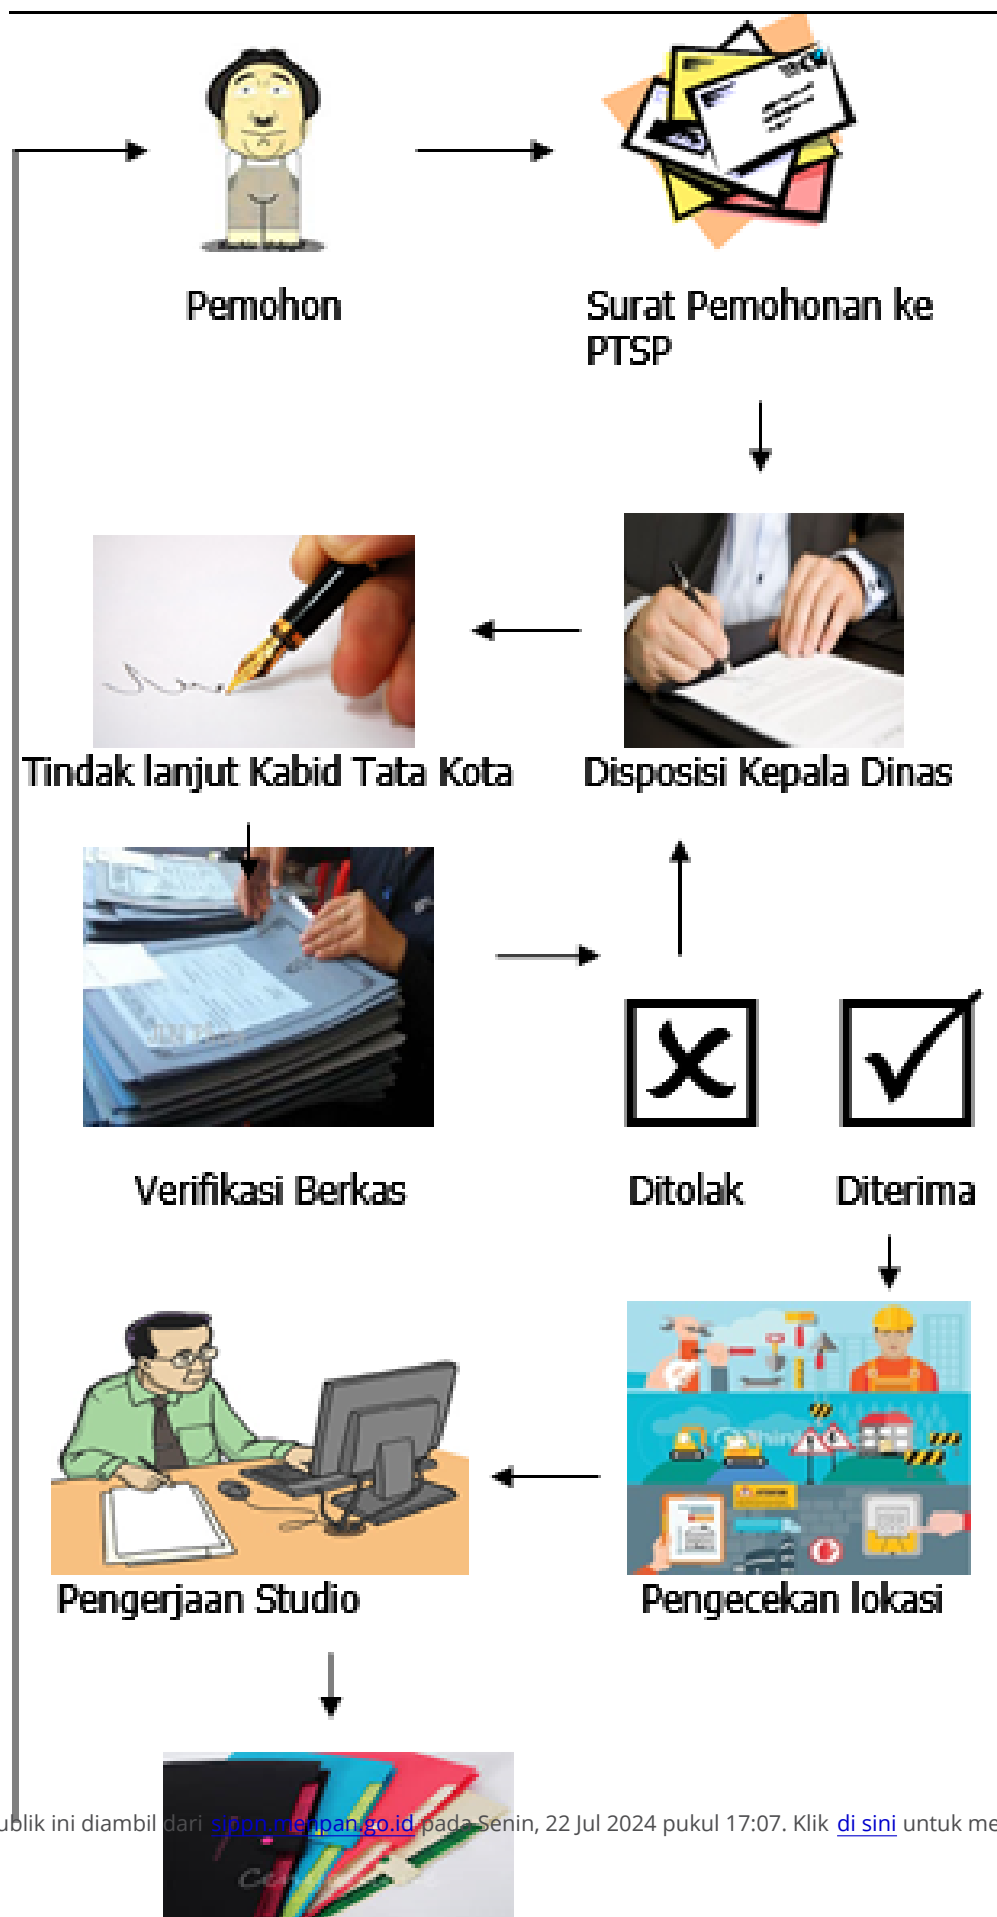 Pemohon
Surat Pemohonan ke
PTSP
Tindak lanjut Kabid Tata Kota
Disposisi Kepala Dinas
Verifikasi Berkas
Ditolak
Diterima
Pengerjaan Studio
Pengecekan lokasi
ublik ini diambil dari sippn.menpan.go.id pada Senin, 22 Jul 2024 pukul 17:07. Klik di sini untuk me